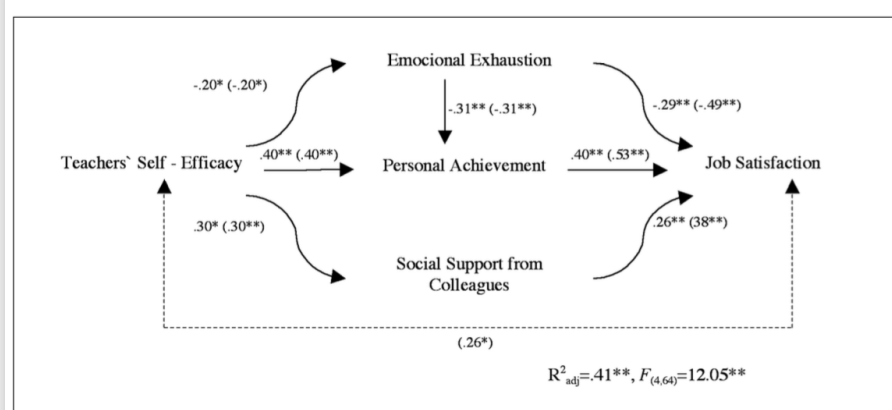 Emocional Exhaustion
-.20* (-.20*)
-.31** (-.31**)
-.29** (-.49**)
Teachers` Self - Efficacy
.40** (.40**)
Personal Achievement
.40** (.53**)
Job Satisfaction
.30* (.30**)
.26** (38**)
Social Support from
Colleagues
(.26*)
R²adj=.41**, F(4,64)=12.05**